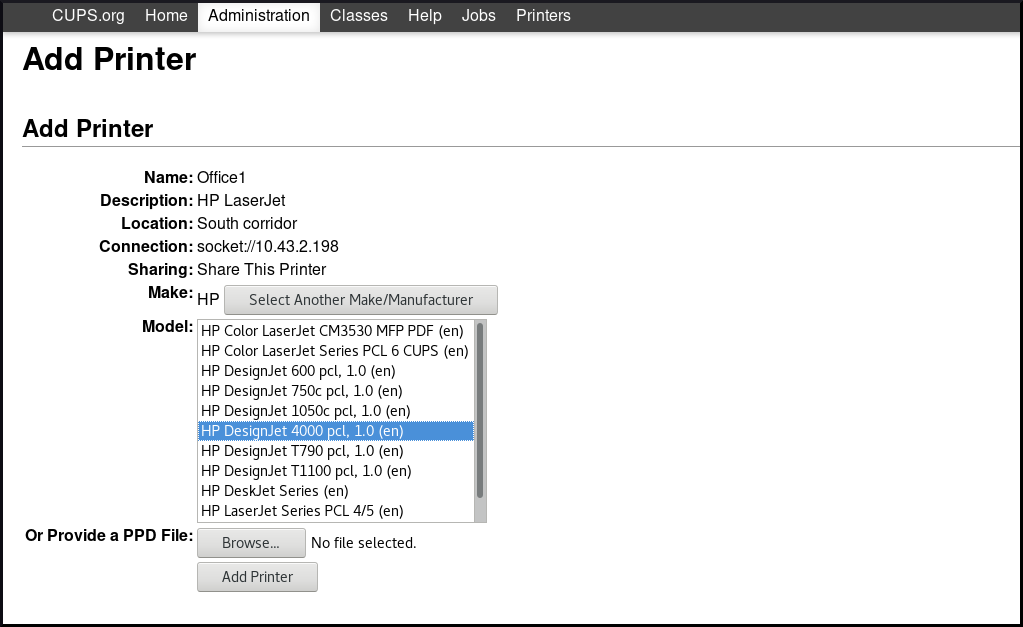 CUPS.org Home Administration Classes Help Jobs Printers
Add Printer
Add Printer
Name: Office1
Description: HP LaserJet
Location: South corridor
Connection: socket://10.43.2.198
Sharing: Share This Printer
Make: HP Select Another Make/Manufacturer
Model:
HP Color LaserJet CM3530 MFP PDF (en)
HP Color LaserJet Series PCL 6 CUPS (en)
HP DesignJet 600 pcl, 1.0 (en)
HP DesignJet 750c pcl, 1.0 (en)
HP DesignJet 1050c pcl, 1.0 (en)
HP DesignJet 4000 pcl, 1.0 (en)
HP DesignJet T790 pcl, 1.0 (en)
HP DesignJet T1100 pcl, 1.0 (en)
HP DeskJet Series (en)
HP LaserJet Series PCL 4/5 (en)
Or Provide a PPD File: Browse... No file selected.
Add Printer